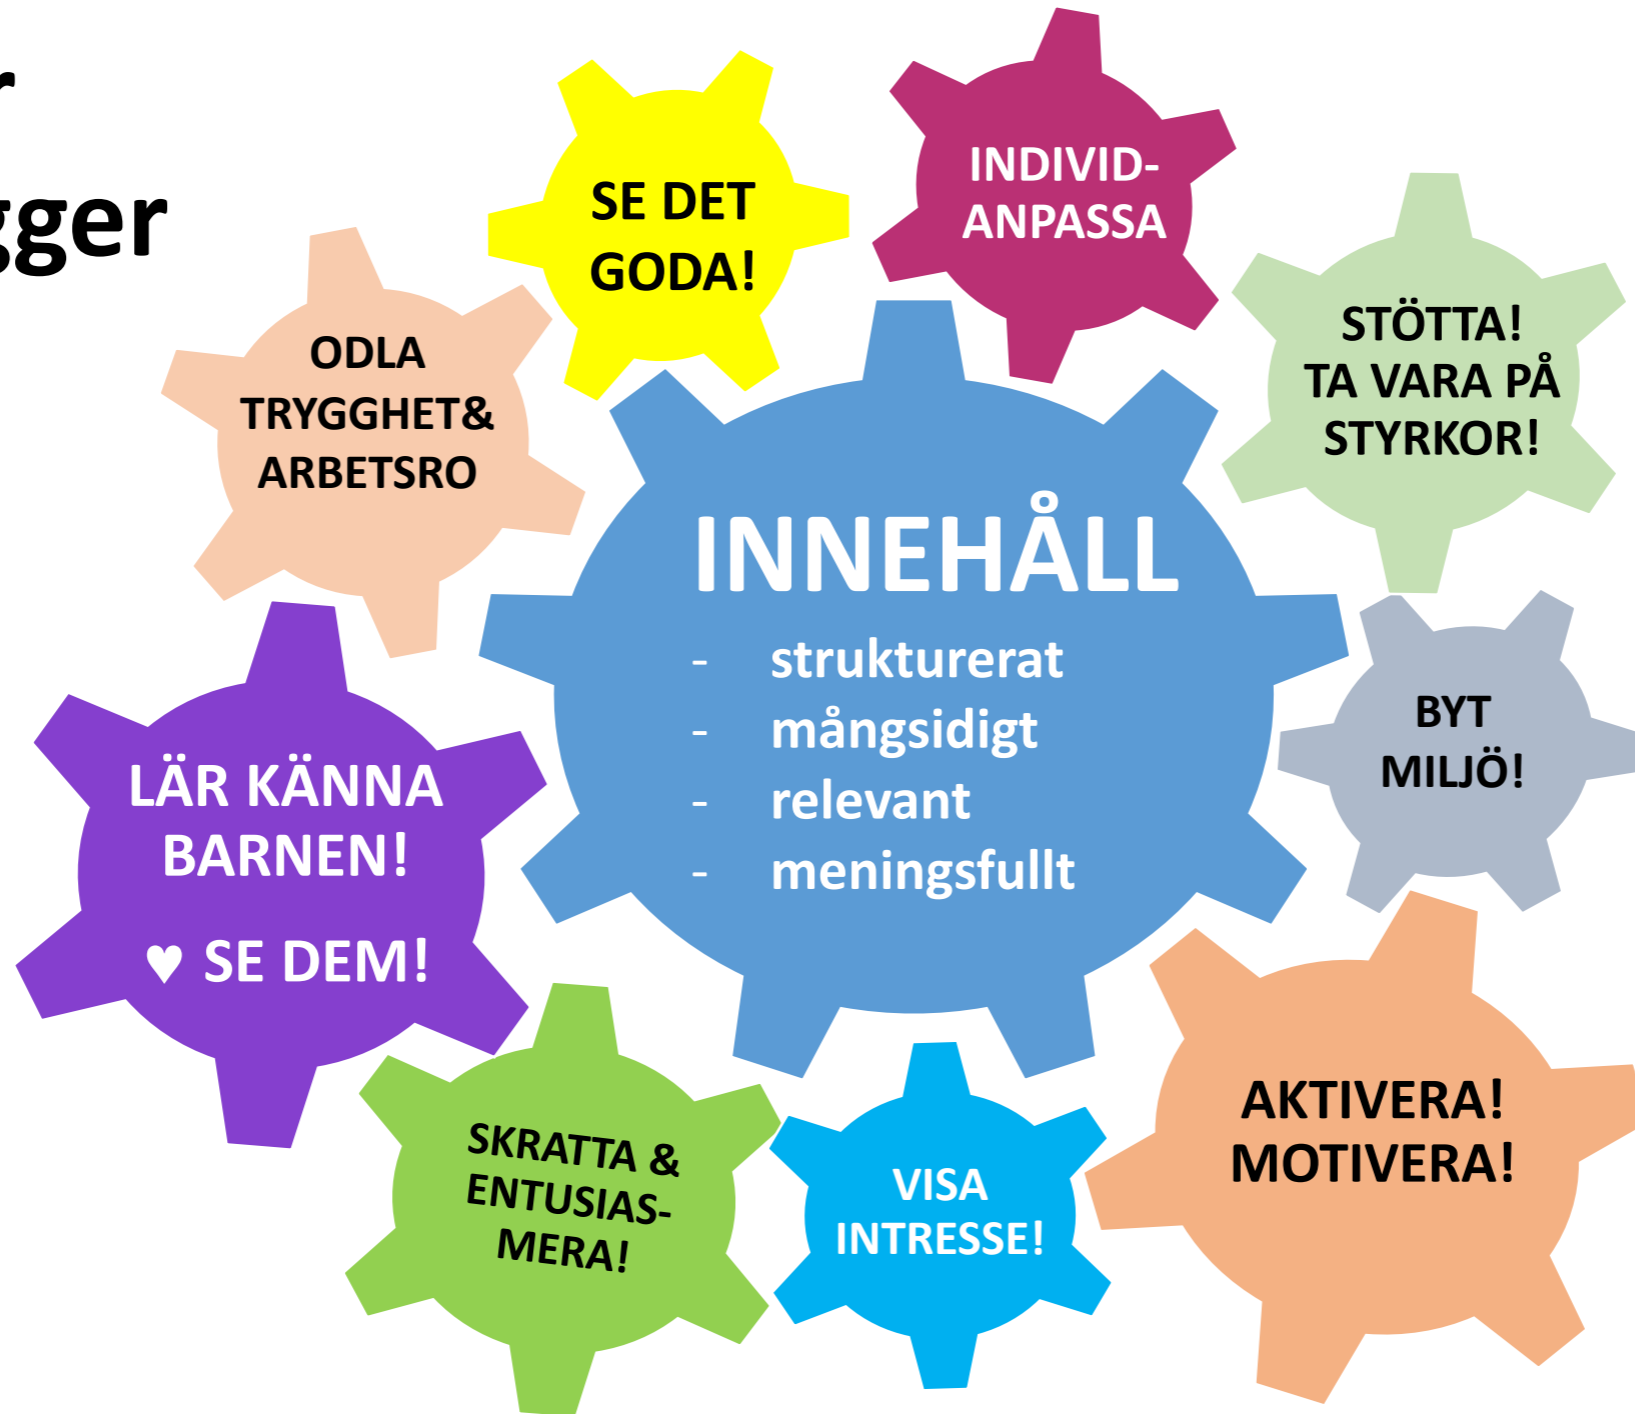 r
gger
SE DET
GODA!
INDIVID-
ANPASSA
ODLA
TRYGGHET&
ARBETSRO
STÖTTA!
TA VARA PÅ
STYRKOR!
INNEHÅLL
- strukturerat
- mångsidigt
- relevant
- meningsfullt
BYT
MILJÖ!
LÄR KÄNNA
BARNEN!
♥ SE DEM!
SKRATTA &
ENTUSIAS-
MERA!
VISA
INTRESSE!
AKTIVERA!
MOTIVERA!